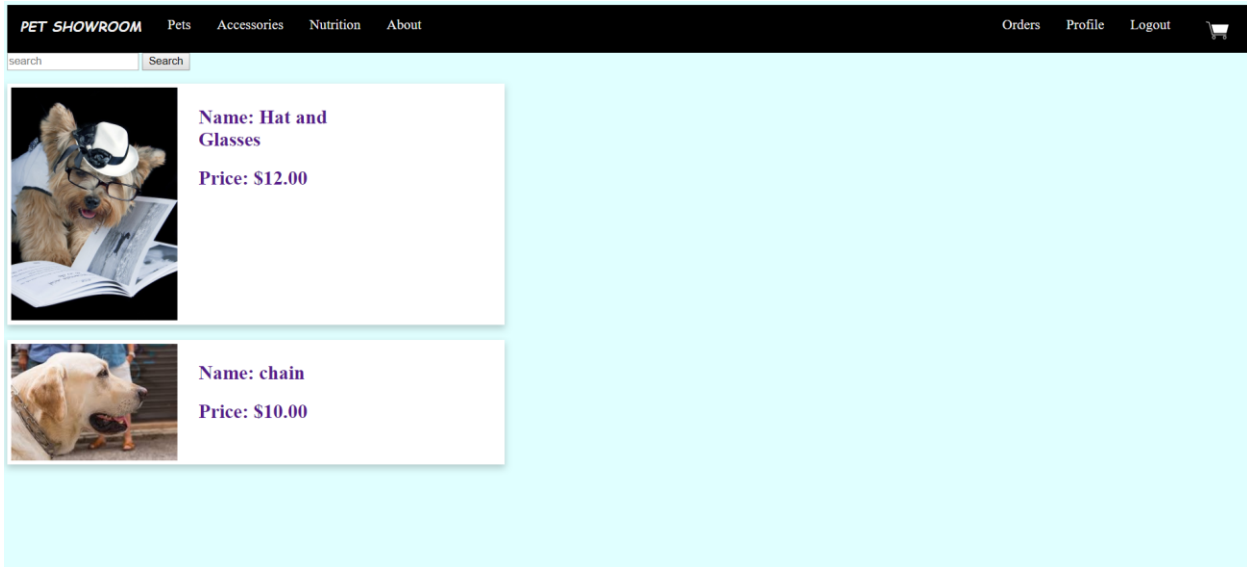 PET SHOWROOM Pets Accessories Nutrition About Orders Profile Logout
search Search
Name: Hat and
Glasses
Price: $12.00
Name: chain
Price: $10.00